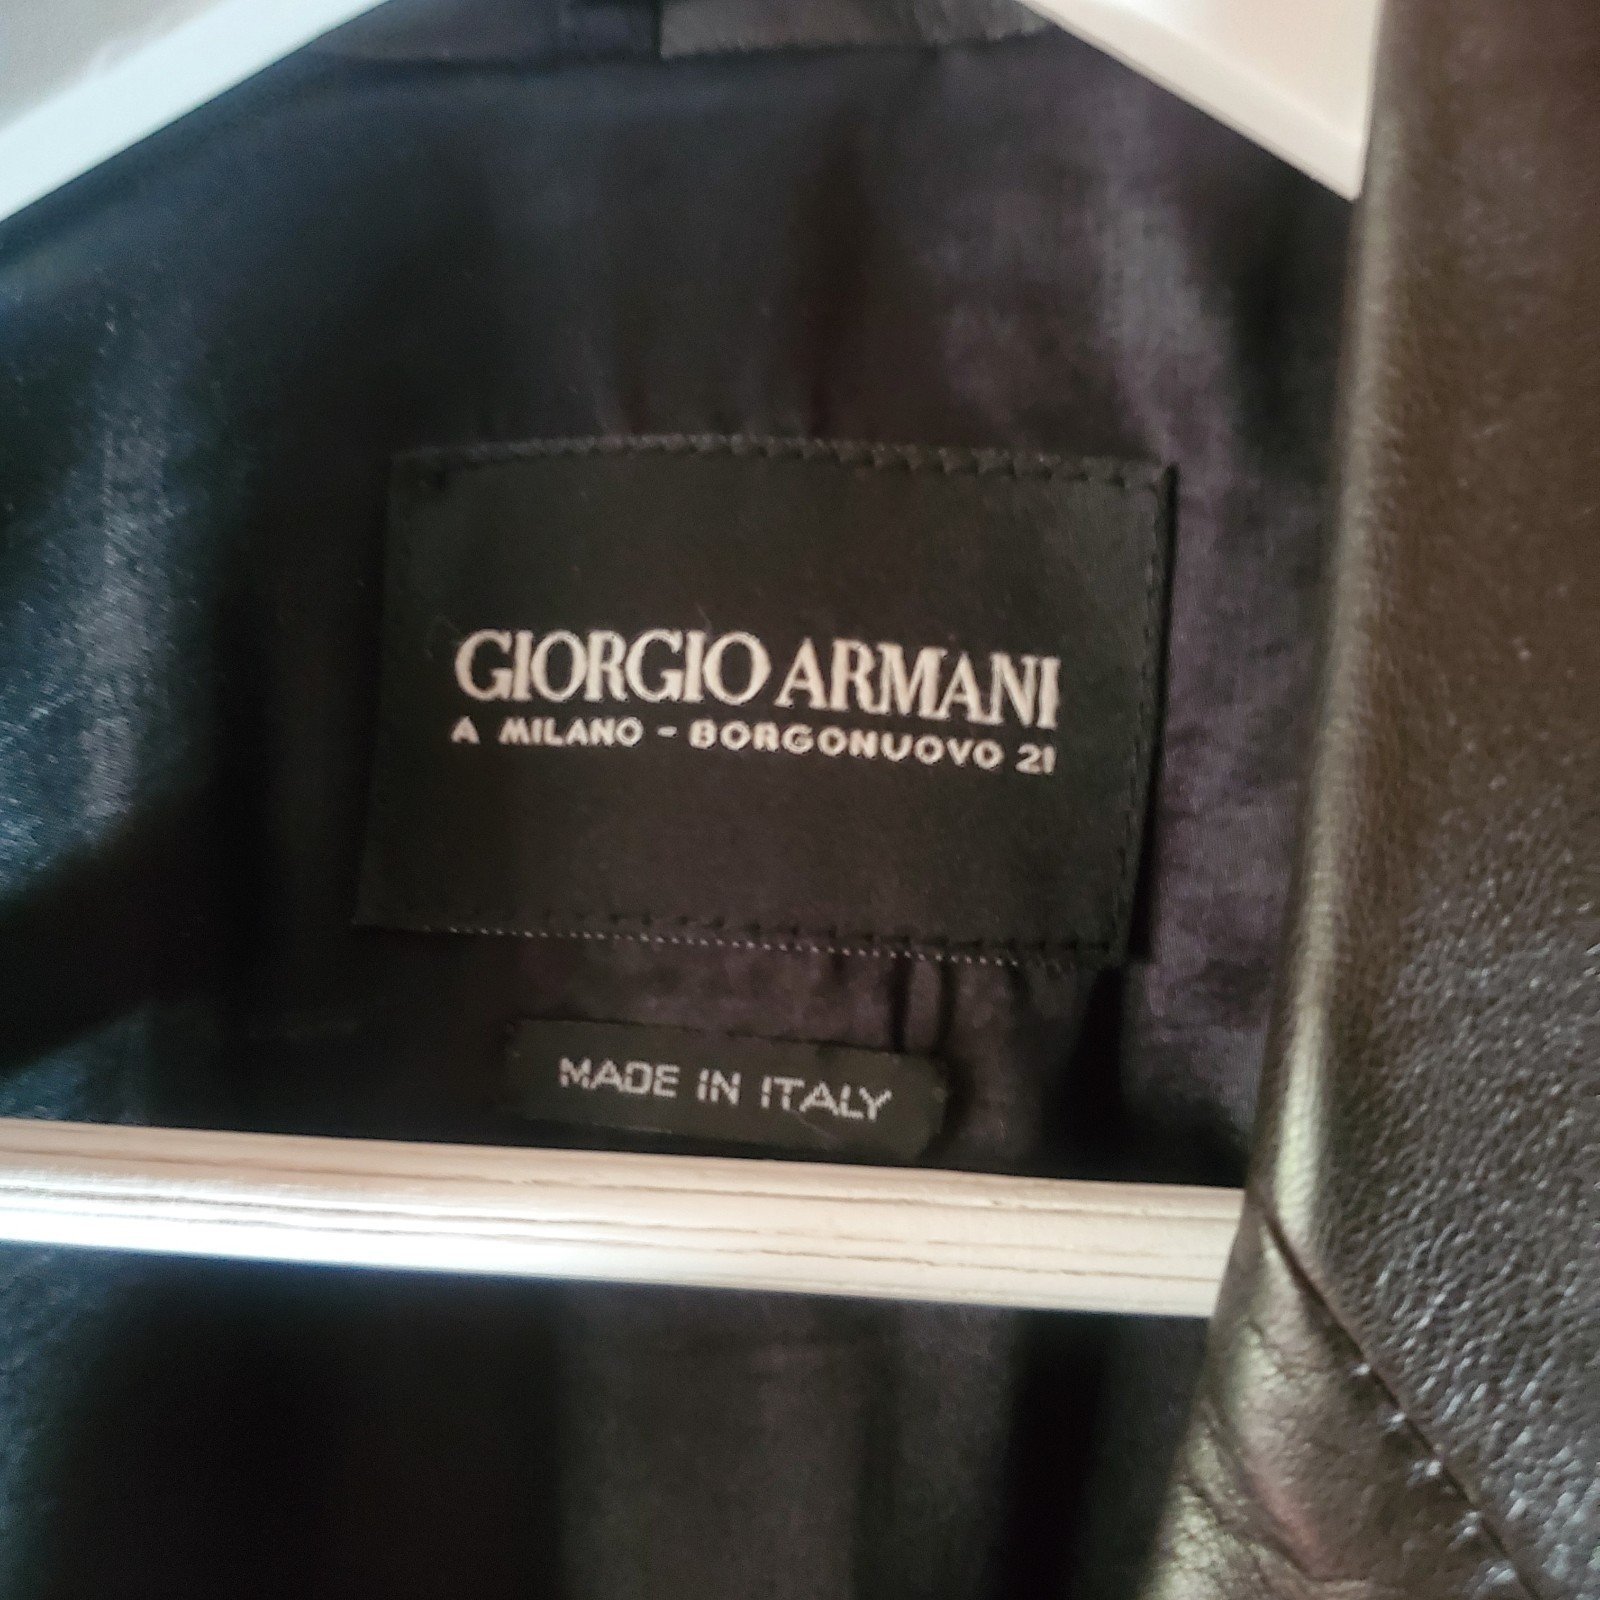 GIORGIO ARMANI
A MILANO - BORGONUOVO 21
MADE IN ITALY